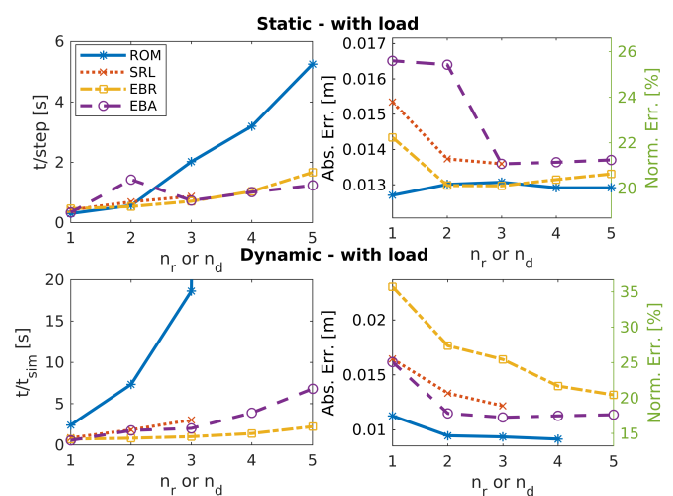 Static - with load
6
4
2
0
t/step [s]
ROM
SRL
EBR
EBA
1 2 3 4 5
n_r or n_d
0.017
0.016
0.015
0.014
0.013
Abs. Err. [m]
26
24
22
20
Norm. Err. [%]
1 2 3 4 5
n_r or n_d
Dynamic - with load
20
15
10
5
0
t/t_sim [s]
1 2 3 4 5
n_r or n_d
0.02
0.015
0.01
Abs. Err. [m]
35
30
25
20
15
Norm. Err. [%]
1 2 3 4 5
n_r or n_d